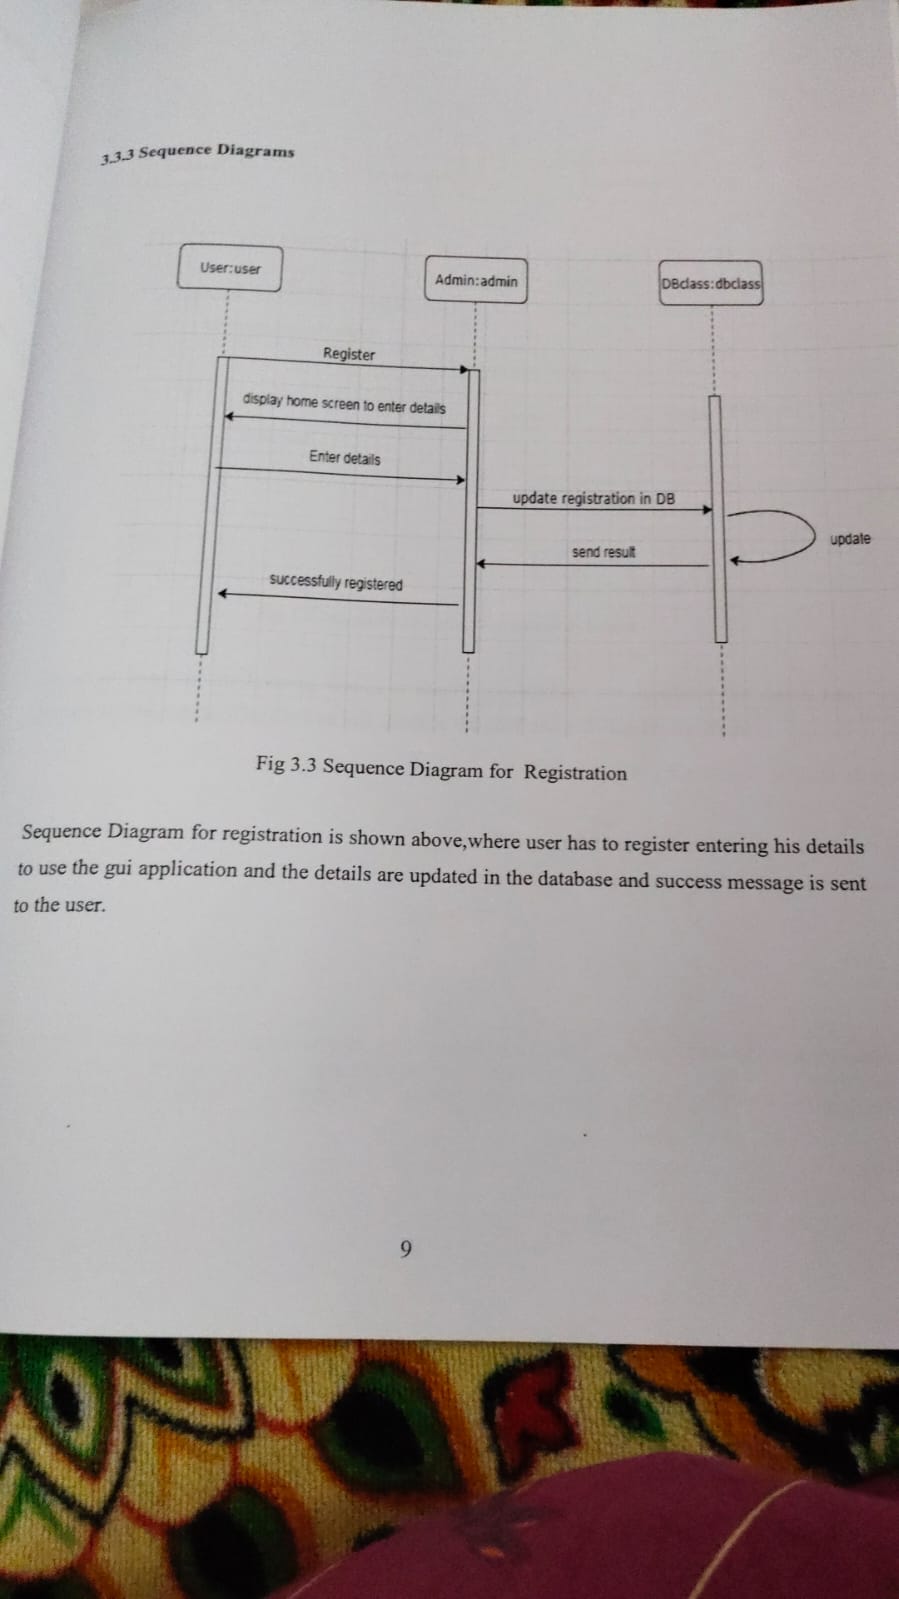 3.3.3 Sequence Diagrams
User:user
Admin:admin
DBclass:dbclass
Register
display home screen to enter details
Enter details
update registration in DB
update
send result
successfully registered
Fig 3.3 Sequence Diagram for Registration
Sequence Diagram for registration is shown above,where user has to register entering his details
to use the gui application and the details are updated in the database and success message is sent
to the user.
9